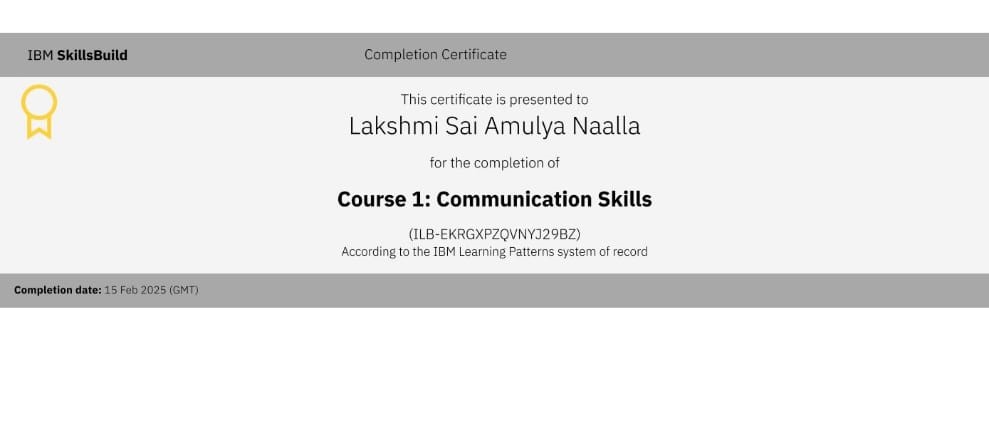 IBM SkillsBuild
Completion Certificate
This certificate is presented to
Lakshmi Sai Amulya Naalla
for the completion of
Course 1: Communication Skills
(ILB-EKRGXPZQVNYJ29BZ)
According to the IBM Learning Patterns system of record
Completion date: 15 Feb 2025 (GMT)